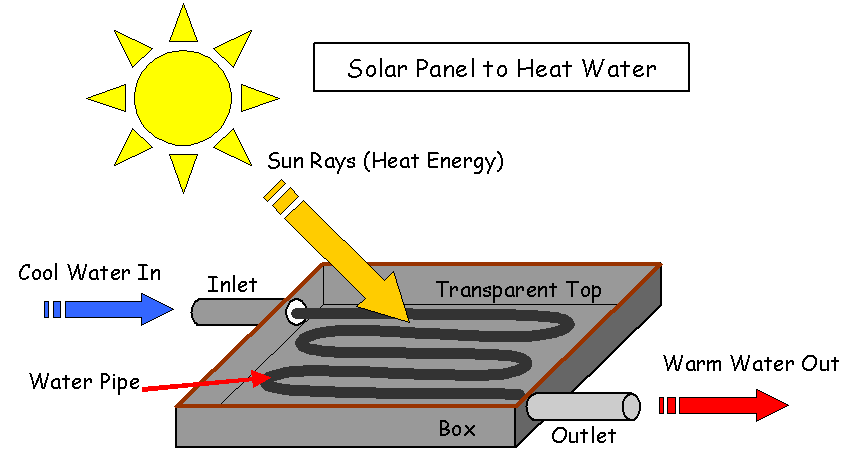 Solar Panel to Heat Water
Sun Rays (Heat Energy)
Cool Water In
Inlet
Transparent Top
Water Pipe
Warm Water Out
Box
Outlet